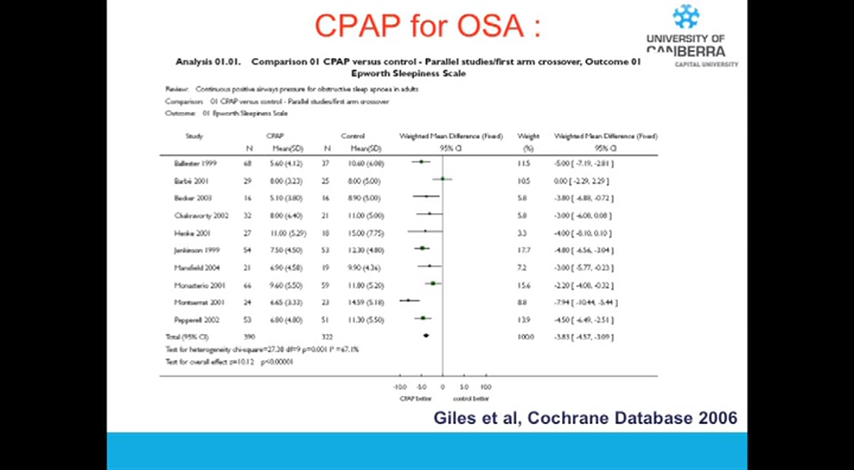 CPAP for OSA :
UNIVERSITY OF
CANBERRA
CAPITAL UNIVERSITY
Analysis 01.01. Comparison 01 CPAP versus control - Parallel studies/first arm crossover, Outcome 01
Epworth Sleepiness Scale
Review: Continuous positive airways pressure for obstructive sleep apnoea in adults
Comparison: 01 CPAP versus control - Parallel studies/first arm crossover
Outcome: 01 Epworth Sleepiness Scale
Study CPAP Control Weighted Mean Difference (Fixed) Weight Weighted Mean Difference (Fixed)
N Mean(SD) N Mean(SD) 95% CI (%) 95% CI
Ballester 1999 68 5.60 (4.12) 37 10.60 (6.08) 11.5 -5.00 [ -7.19, -2.81 ]
Barbé 2001 29 8.00 (3.23) 25 8.00 (5.00) 10.5 0.00 [ -2.29, 2.29 ]
Becker 2003 16 5.10 (3.80) 16 8.90 (5.00) 5.8 -3.80 [ -6.88, -0.72 ]
Chakravorty 2002 32 8.00 (6.40) 21 11.00 (5.00) 5.8 -3.00 [ -6.08, 0.08 ]
Henke 2001 27 11.00 (5.29) 18 15.00 (7.75) 3.3 -4.00 [ -8.10, 0.10 ]
Jenkinson 1999 54 7.50 (4.50) 53 12.30 (4.80) 17.7 -4.80 [ -6.56, -3.04 ]
Mansfield 2004 21 6.90 (4.58) 19 9.90 (4.36) 7.2 -3.00 [ -5.77, -0.23 ]
Monasterio 2001 66 9.60 (5.50) 59 11.80 (5.20) 15.6 -2.20 [ -4.08, -0.32 ]
Montserrat 2001 24 6.65 (3.33) 23 14.59 (5.18) 8.8 -7.94 [ -10.44, -5.44 ]
Pepperell 2002 53 6.80 (4.80) 51 11.30 (5.50) 13.9 -4.50 [ -6.49, -2.51 ]
Total (95% CI) 390 322 100.0 -3.83 [ -4.57, -3.09 ]
Test for heterogeneity chi-square=27.38 df=9 p=0.001 I² =67.1%
Test for overall effect z=10.12 p<0.00001
-10.0 -5.0 0 5.0 10.0
CPAP better control better
Giles et al, Cochrane Database 2006